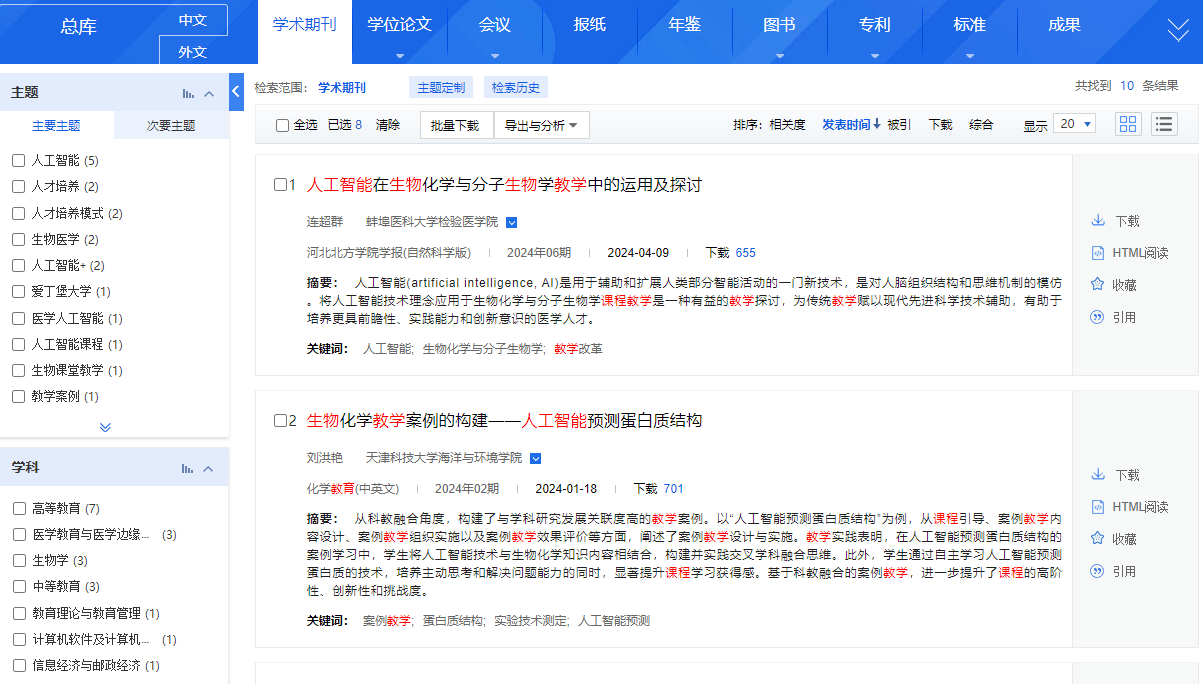 总库
中文
外文
学术期刊
学位论文
会议
报纸
年鉴
图书
专利
标准
成果
主题
主要主题
次要主题
人工智能 (5)
人才培养 (2)
人才培养模式 (2)
生物医学 (2)
人工智能+ (2)
爱丁堡大学 (1)
医学人工智能 (1)
人工智能课程 (1)
生物课堂教学 (1)
教学案例 (1)
学科
高等教育 (7)
医学教育与医学边缘... (3)
生物学 (3)
中等教育 (3)
教育理论与教育管理 (1)
计算机软件及计算机... (1)
信息经济与邮政经济 (1)
检索范围： 学术期刊 主题定制 检索历史 共找到 10 条结果
全选 已选 8 清除 批量下载 导出与分析 排序：相关度 发表时间↓ 被引 下载 综合 显示 20
1 人工智能在生物化学与分子生物学教学中的运用及探讨
连超群 蚌埠医科大学检验医学院
河北北方学院学报(自然科学版) 2024年06期 2024-04-09 下载 655
摘要： 人工智能(artificial intelligence, AI)是用于辅助和扩展人类部分智能活动的一门新技术，是对人脑组织结构和思维机制的模仿
。将人工智能技术理念应用于生物化学与分子生物学课程教学是一种有益的教学探讨，为传统教学赋以现代先进科学技术辅助，有助于
培养更具前瞻性、实践能力和创新意识的医学人才。
关键词： 人工智能; 生物化学与分子生物学; 教学改革
下载
HTML阅读
收藏
引用
2 生物化学教学案例的构建——人工智能预测蛋白质结构
刘洪艳 天津科技大学海洋与环境学院
化学教育(中英文) 2024年02期 2024-01-18 下载 701
摘要： 从科教融合角度，构建了与学科研究发展关联度高的教学案例。以“人工智能预测蛋白质结构”为例，从课程引导、案例教学内
容设计、案例教学组织实施以及案例教学效果评价等方面，阐述了案例教学设计与实施。教学实践表明，在人工智能预测蛋白质结构的
案例学习中，学生将人工智能技术与生物化学知识内容相结合，构建并实践交叉学科融合思维。此外，学生通过自主学习人工智能预测
蛋白质的技术，培养主动思考和解决问题能力的同时，显著提升课程学习获得感。基于科教融合的案例教学，进一步提升了课程的高阶
性、创新性和挑战度。
关键词： 案例教学; 蛋白质结构; 实验技术测定; 人工智能预测
下载
HTML阅读
收藏
引用